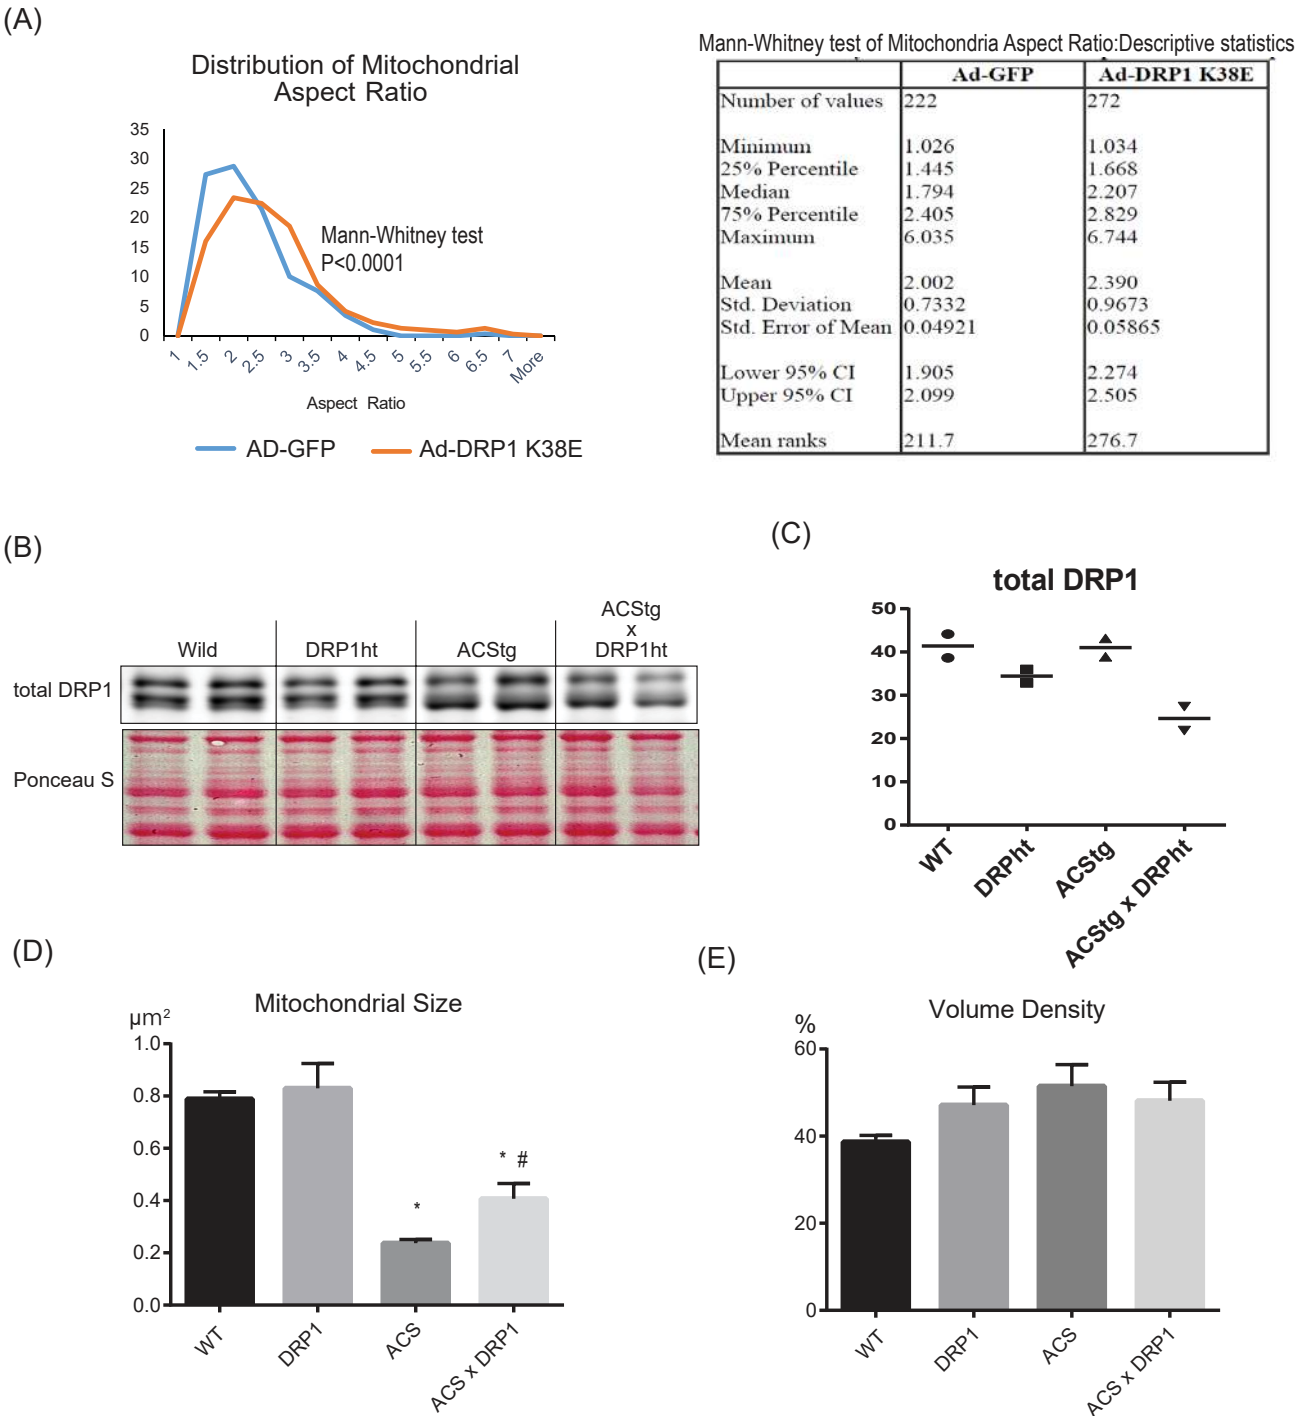 (A)
Distribution of Mitochondrial
Aspect Ratio
35
30
25
20
15
10
5
0
Mann-Whitney test
P<0.0001
1
1.5
2
2.5
3
3.5
4
4.5
5
5.5
6
6.5
7
More
Aspect Ratio
AD-GFP
Ad-DRP1 K38E
Mann-Whitney test of Mitochondria Aspect Ratio:Descriptive statistics
Ad-GFP Ad-DRP1 K38E
Number of values 222 272
Minimum 1.026 1.034
25% Percentile 1.445 1.668
Median 1.794 2.207
75% Percentile 2.405 2.829
Maximum 6.035 6.744
Mean 2.002 2.390
Std. Deviation 0.7332 0.9673
Std. Error of Mean 0.04921 0.05865
Lower 95% CI 1.905 2.274
Upper 95% CI 2.099 2.505
Mean ranks 211.7 276.7
(B)
Wild
DRP1ht
ACStg
ACStg
x
DRP1ht
total DRP1
Ponceau S
(C)
total DRP1
50
40
30
20
10
0
WT
DRPht
ACStg
ACStg x DRPht
(D)
Mitochondrial Size
µm²
1.0
0.8
0.6
0.4
0.2
0.0
*
* #
WT
DRP1
ACS
ACS x DRP1
(E)
Volume Density
%
60
40
20
0
WT
DRP1
ACS
ACS x DRP1